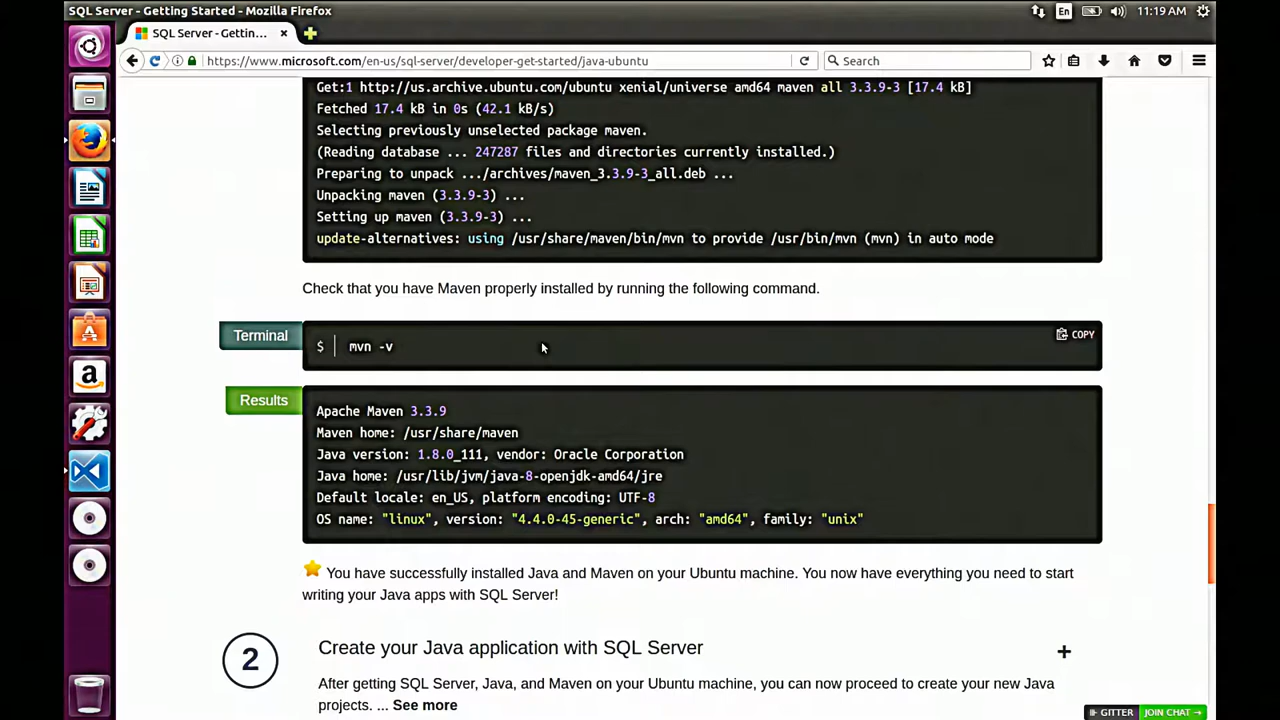 SQL Server - Getting Started - Mozilla Firefox
En
11:19 AM
SQL Server - Gettin...
https://www.microsoft.com/en-us/sql-server/developer-get-started/java-ubuntu
Search
Get:1 http://us.archive.ubuntu.com/ubuntu xenial/universe amd64 maven all 3.3.9-3 [17.4 kB]
Fetched 17.4 kB in 0s (42.1 kB/s)
Selecting previously unselected package maven.
(Reading database ... 247287 files and directories currently installed.)
Preparing to unpack .../archives/maven_3.3.9-3_all.deb ...
Unpacking maven (3.3.9-3) ...
Setting up maven (3.3.9-3) ...
update-alternatives: using /usr/share/maven/bin/mvn to provide /usr/bin/mvn (mvn) in auto mode
Check that you have Maven properly installed by running the following command.
Terminal
$ mvn -v
COPY
Results
Apache Maven 3.3.9
Maven home: /usr/share/maven
Java version: 1.8.0_111, vendor: Oracle Corporation
Java home: /usr/lib/jvm/java-8-openjdk-amd64/jre
Default locale: en_US, platform encoding: UTF-8
OS name: "linux", version: "4.4.0-45-generic", arch: "amd64", family: "unix"
You have successfully installed Java and Maven on your Ubuntu machine. You now have everything you need to start
writing your Java apps with SQL Server!
2
Create your Java application with SQL Server
+
After getting SQL Server, Java, and Maven on your Ubuntu machine, you can now proceed to create your new Java
projects. ... See more
GITTER
JOIN CHAT →